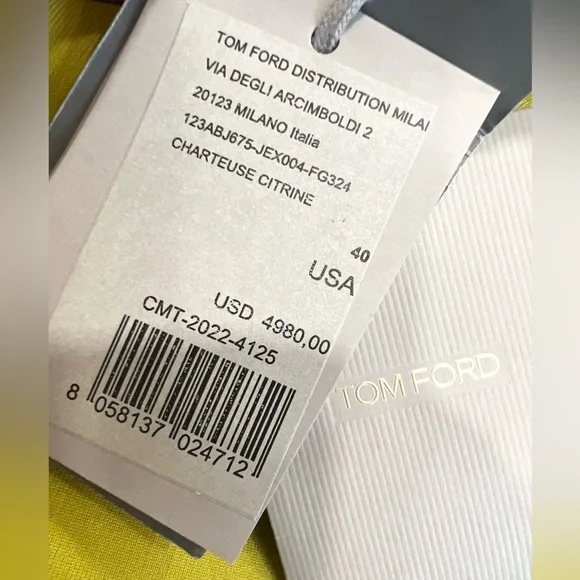 TOM FORD DISTRIBUTION MILA
VIA DEGLI ARCIMBOLDI 2
20123 MILANO Italia
123ABJ675-JEX004-FG324
CHARTEUSE CITRINE
40
USA
USD 4980,00
CMT-2022-4125
8 058137 024712
TOM FORD